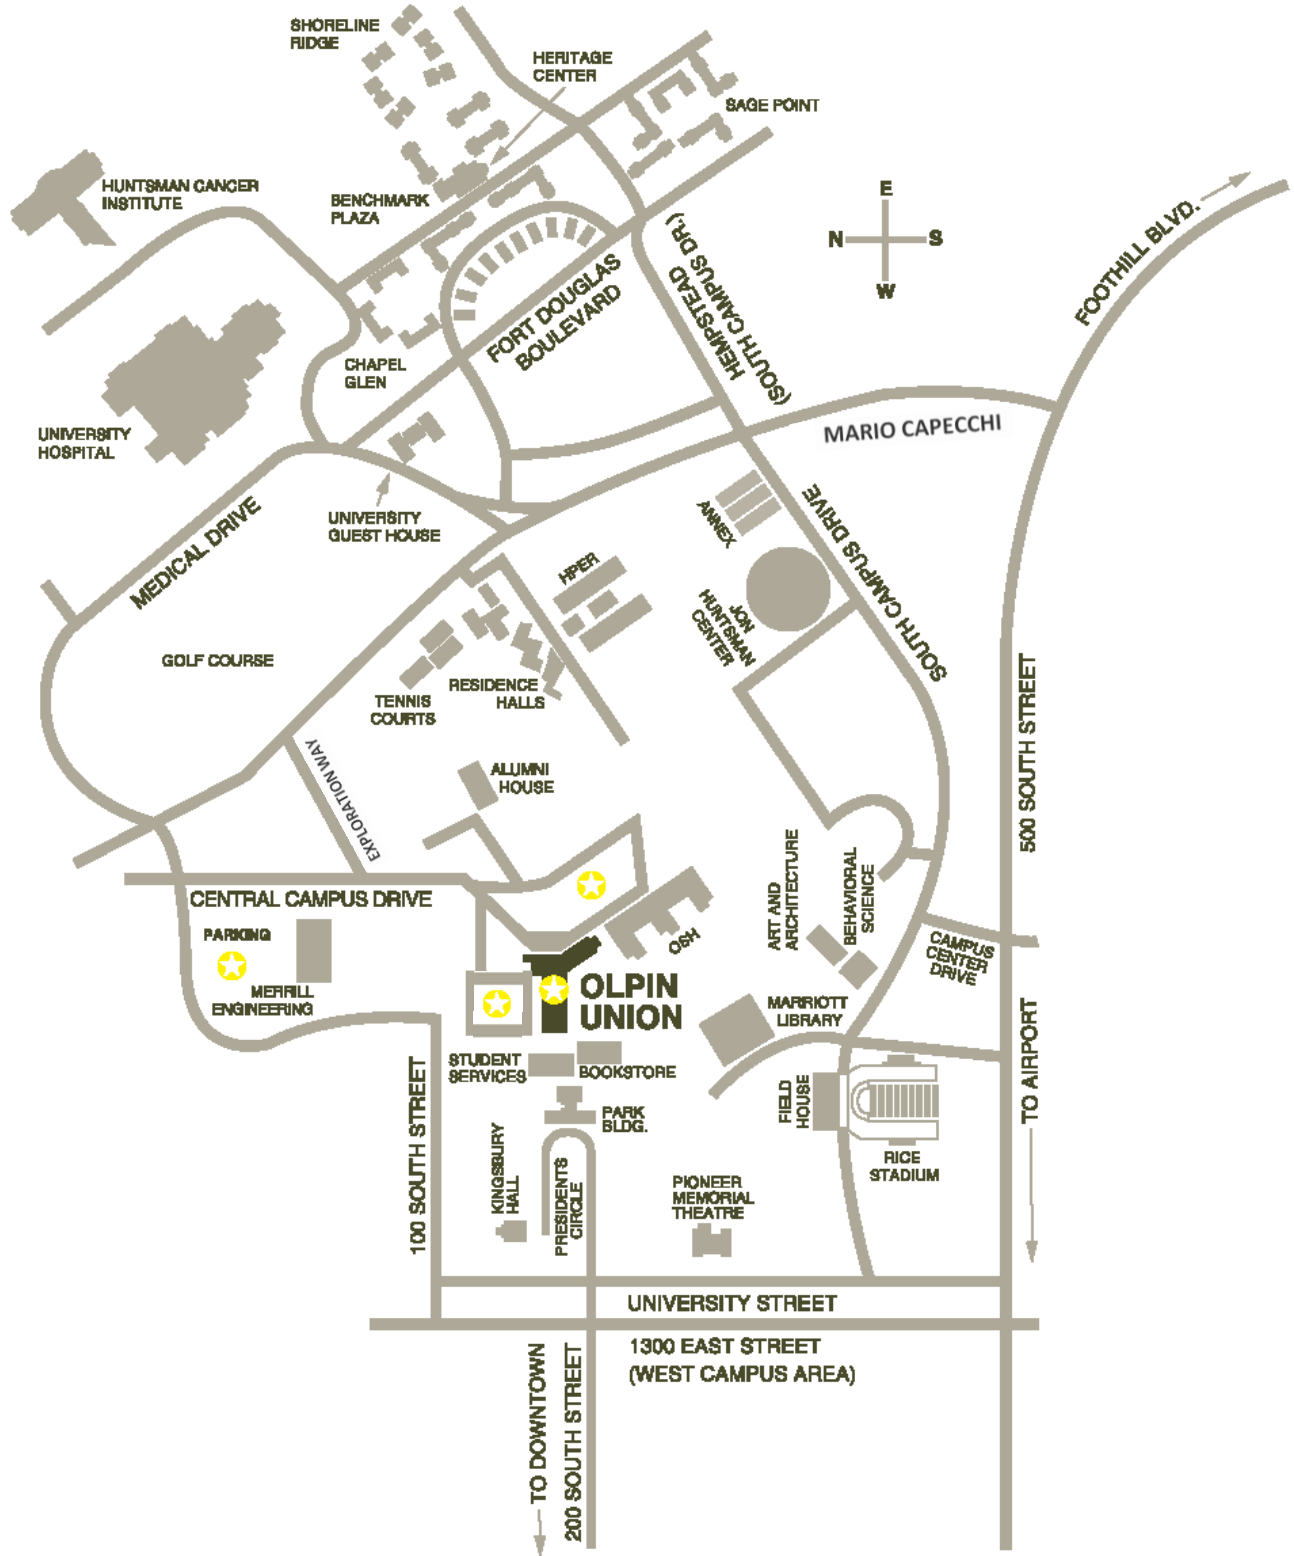 SHORELINE
RIDGE
HERITAGE
CENTER
SAGE POINT
HUNTSMAN CANCER
INSTITUTE
BENCHMARK
PLAZA
E
N
S
W
FOOTHILL BLVD.
HEMPSTEAD
(SOUTH CAMPUS DR.)
FORT DOUGLAS
BOULEVARD
CHAPEL
GLEN
UNIVERSITY
HOSPITAL
MARIO CAPECCHI
UNIVERSITY
GUEST HOUSE
MEDICAL DRIVE
ANNEX
SOUTH CAMPUS DRIVE
HPER
JON
HUNTSMAN
CENTER
GOLF COURSE
RESIDENCE
HALLS
TENNIS
COURTS
500 SOUTH STREET
EXPLORATION WAY
ALUMNI
HOUSE
ART AND
ARCHITECTURE
BEHAVIORAL
SCIENCE
CENTRAL CAMPUS DRIVE
PARKING
OSH
CAMPUS
CENTER
DRIVE
MERRILL
ENGINEERING
OLPIN
UNION
MARRIOTT
LIBRARY
TO AIRPORT
STUDENT
SERVICES
BOOKSTORE
FIELD
HOUSE
PARK
BLDG.
100 SOUTH STREET
KINGSBURY
HALL
PRESIDENTS
CIRCLE
RICE
STADIUM
PIONEER
MEMORIAL
THEATRE
UNIVERSITY STREET
1300 EAST STREET
(WEST CAMPUS AREA)
TO DOWNTOWN
200 SOUTH STREET